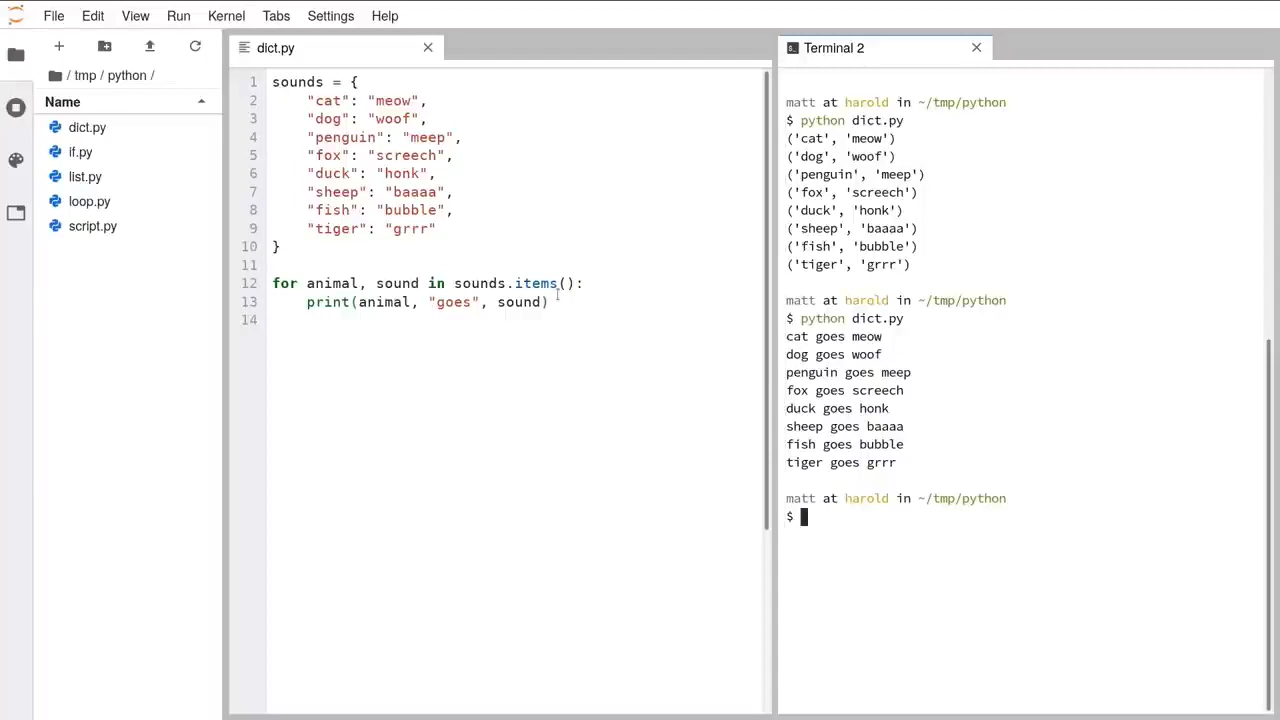 File Edit View Run Kernel Tabs Settings Help
/ tmp / python /
Name
dict.py
if.py
list.py
loop.py
script.py
dict.py
1 sounds = {
2     "cat": "meow",
3     "dog": "woof",
4     "penguin": "meep",
5     "fox": "screech",
6     "duck": "honk",
7     "sheep": "baaaa",
8     "fish": "bubble",
9     "tiger": "grrr"
10 }
11
12 for animal, sound in sounds.items():
13     print(animal, "goes", sound)
14
Terminal 2
matt at harold in ~/tmp/python
$ python dict.py
('cat', 'meow')
('dog', 'woof')
('penguin', 'meep')
('fox', 'screech')
('duck', 'honk')
('sheep', 'baaaa')
('fish', 'bubble')
('tiger', 'grrr')
matt at harold in ~/tmp/python
$ python dict.py
cat goes meow
dog goes woof
penguin goes meep
fox goes screech
duck goes honk
sheep goes baaaa
fish goes bubble
tiger goes grrr
matt at harold in ~/tmp/python
$